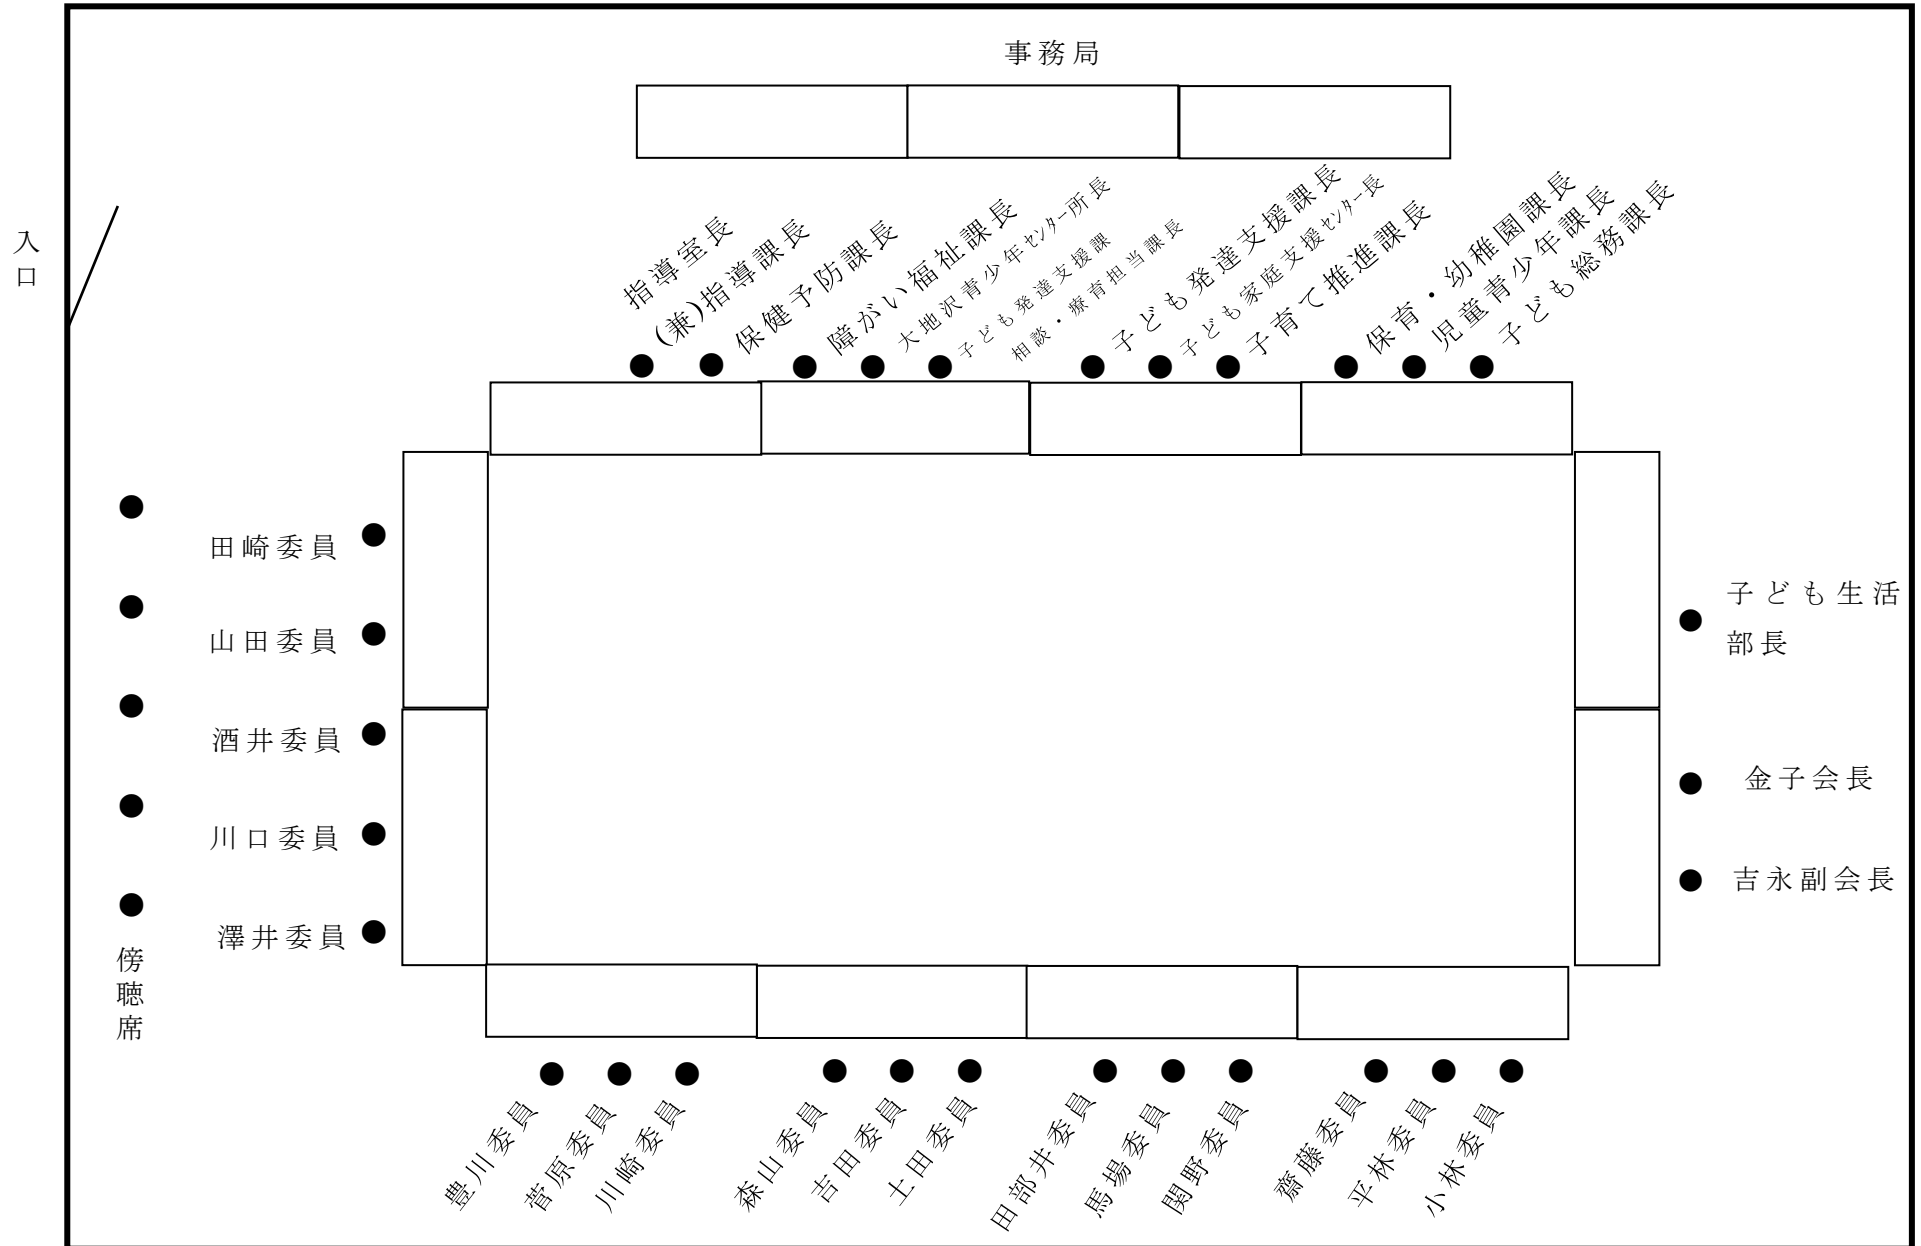 事務局
入口
指導室長
(兼)指導課長
保健予防課長
障がい福祉課長
大地沢青少年ｾﾝﾀｰ所長
子ども発達支援課
相談・療育担当課長
子ども発達支援課長
子ども家庭支援ｾﾝﾀｰ長
子育て推進課長
保育・幼稚園課長
児童青少年課長
子ども総務課長
田崎委員
山田委員
酒井委員
川口委員
澤井委員
傍聴席
子ども生活
部長
金子会長
吉永副会長
豊川委員
菅原委員
川崎委員
森山委員
吉田委員
土田委員
田部井委員
馬場委員
関野委員
齋藤委員
平林委員
小林委員